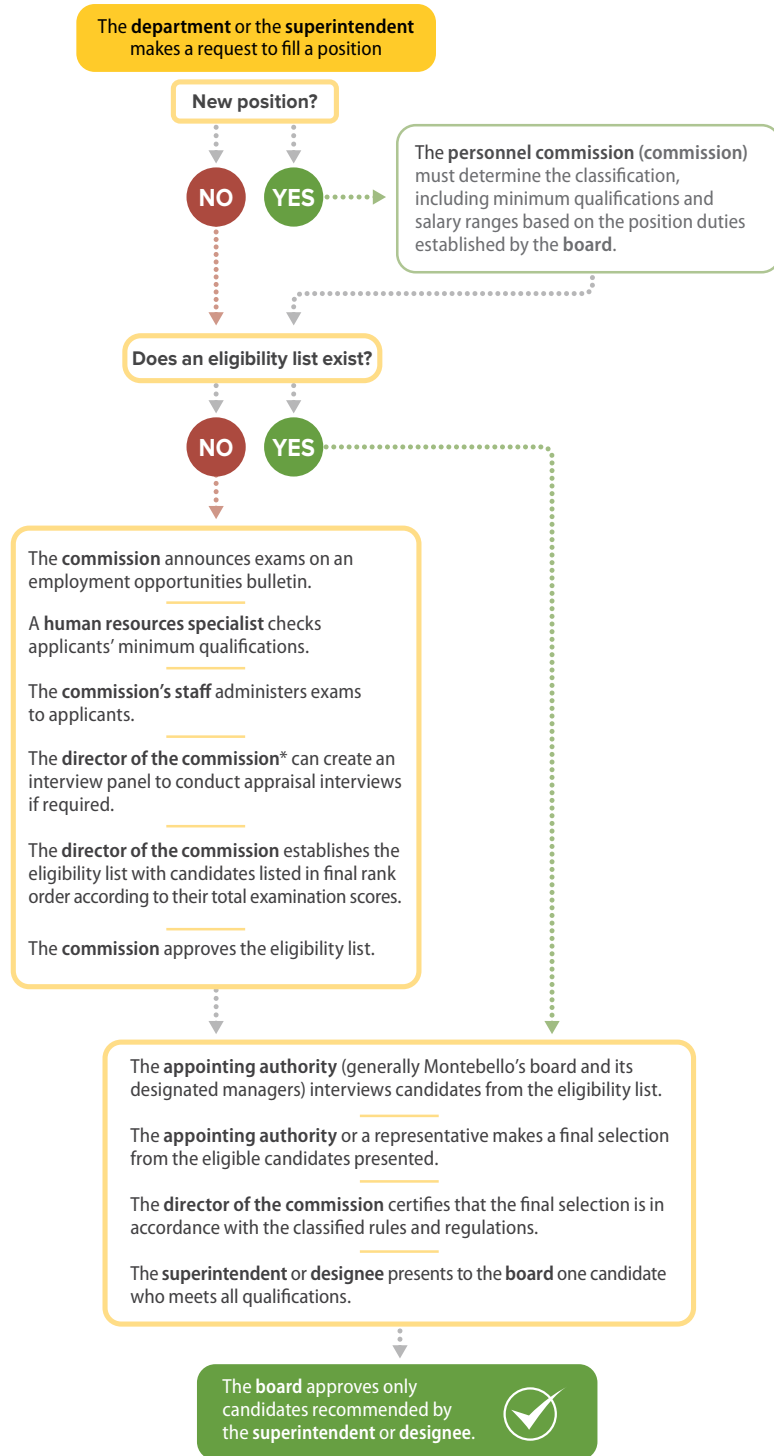 The department or the superintendent
makes a request to fill a position
New position?
NO
YES
The personnel commission (commission)
must determine the classification,
including minimum qualifications and
salary ranges based on the position duties
established by the board.
Does an eligibility list exist?
NO
YES
The commission announces exams on an
employment opportunities bulletin.
A human resources specialist checks
applicants’ minimum qualifications.
The commission’s staff administers exams
to applicants.
The director of the commission* can create an
interview panel to conduct appraisal interviews
if required.
The director of the commission establishes the
eligibility list with candidates listed in final rank
order according to their total examination scores.
The commission approves the eligibility list.
The appointing authority (generally Montebello’s board and its
designated managers) interviews candidates from the eligibility list.
The appointing authority or a representative makes a final selection
from the eligible candidates presented.
The director of the commission certifies that the final selection is in
accordance with the classified rules and regulations.
The superintendent or designee presents to the board one candidate
who meets all qualifications.
The board approves only
candidates recommended by
the superintendent or designee.